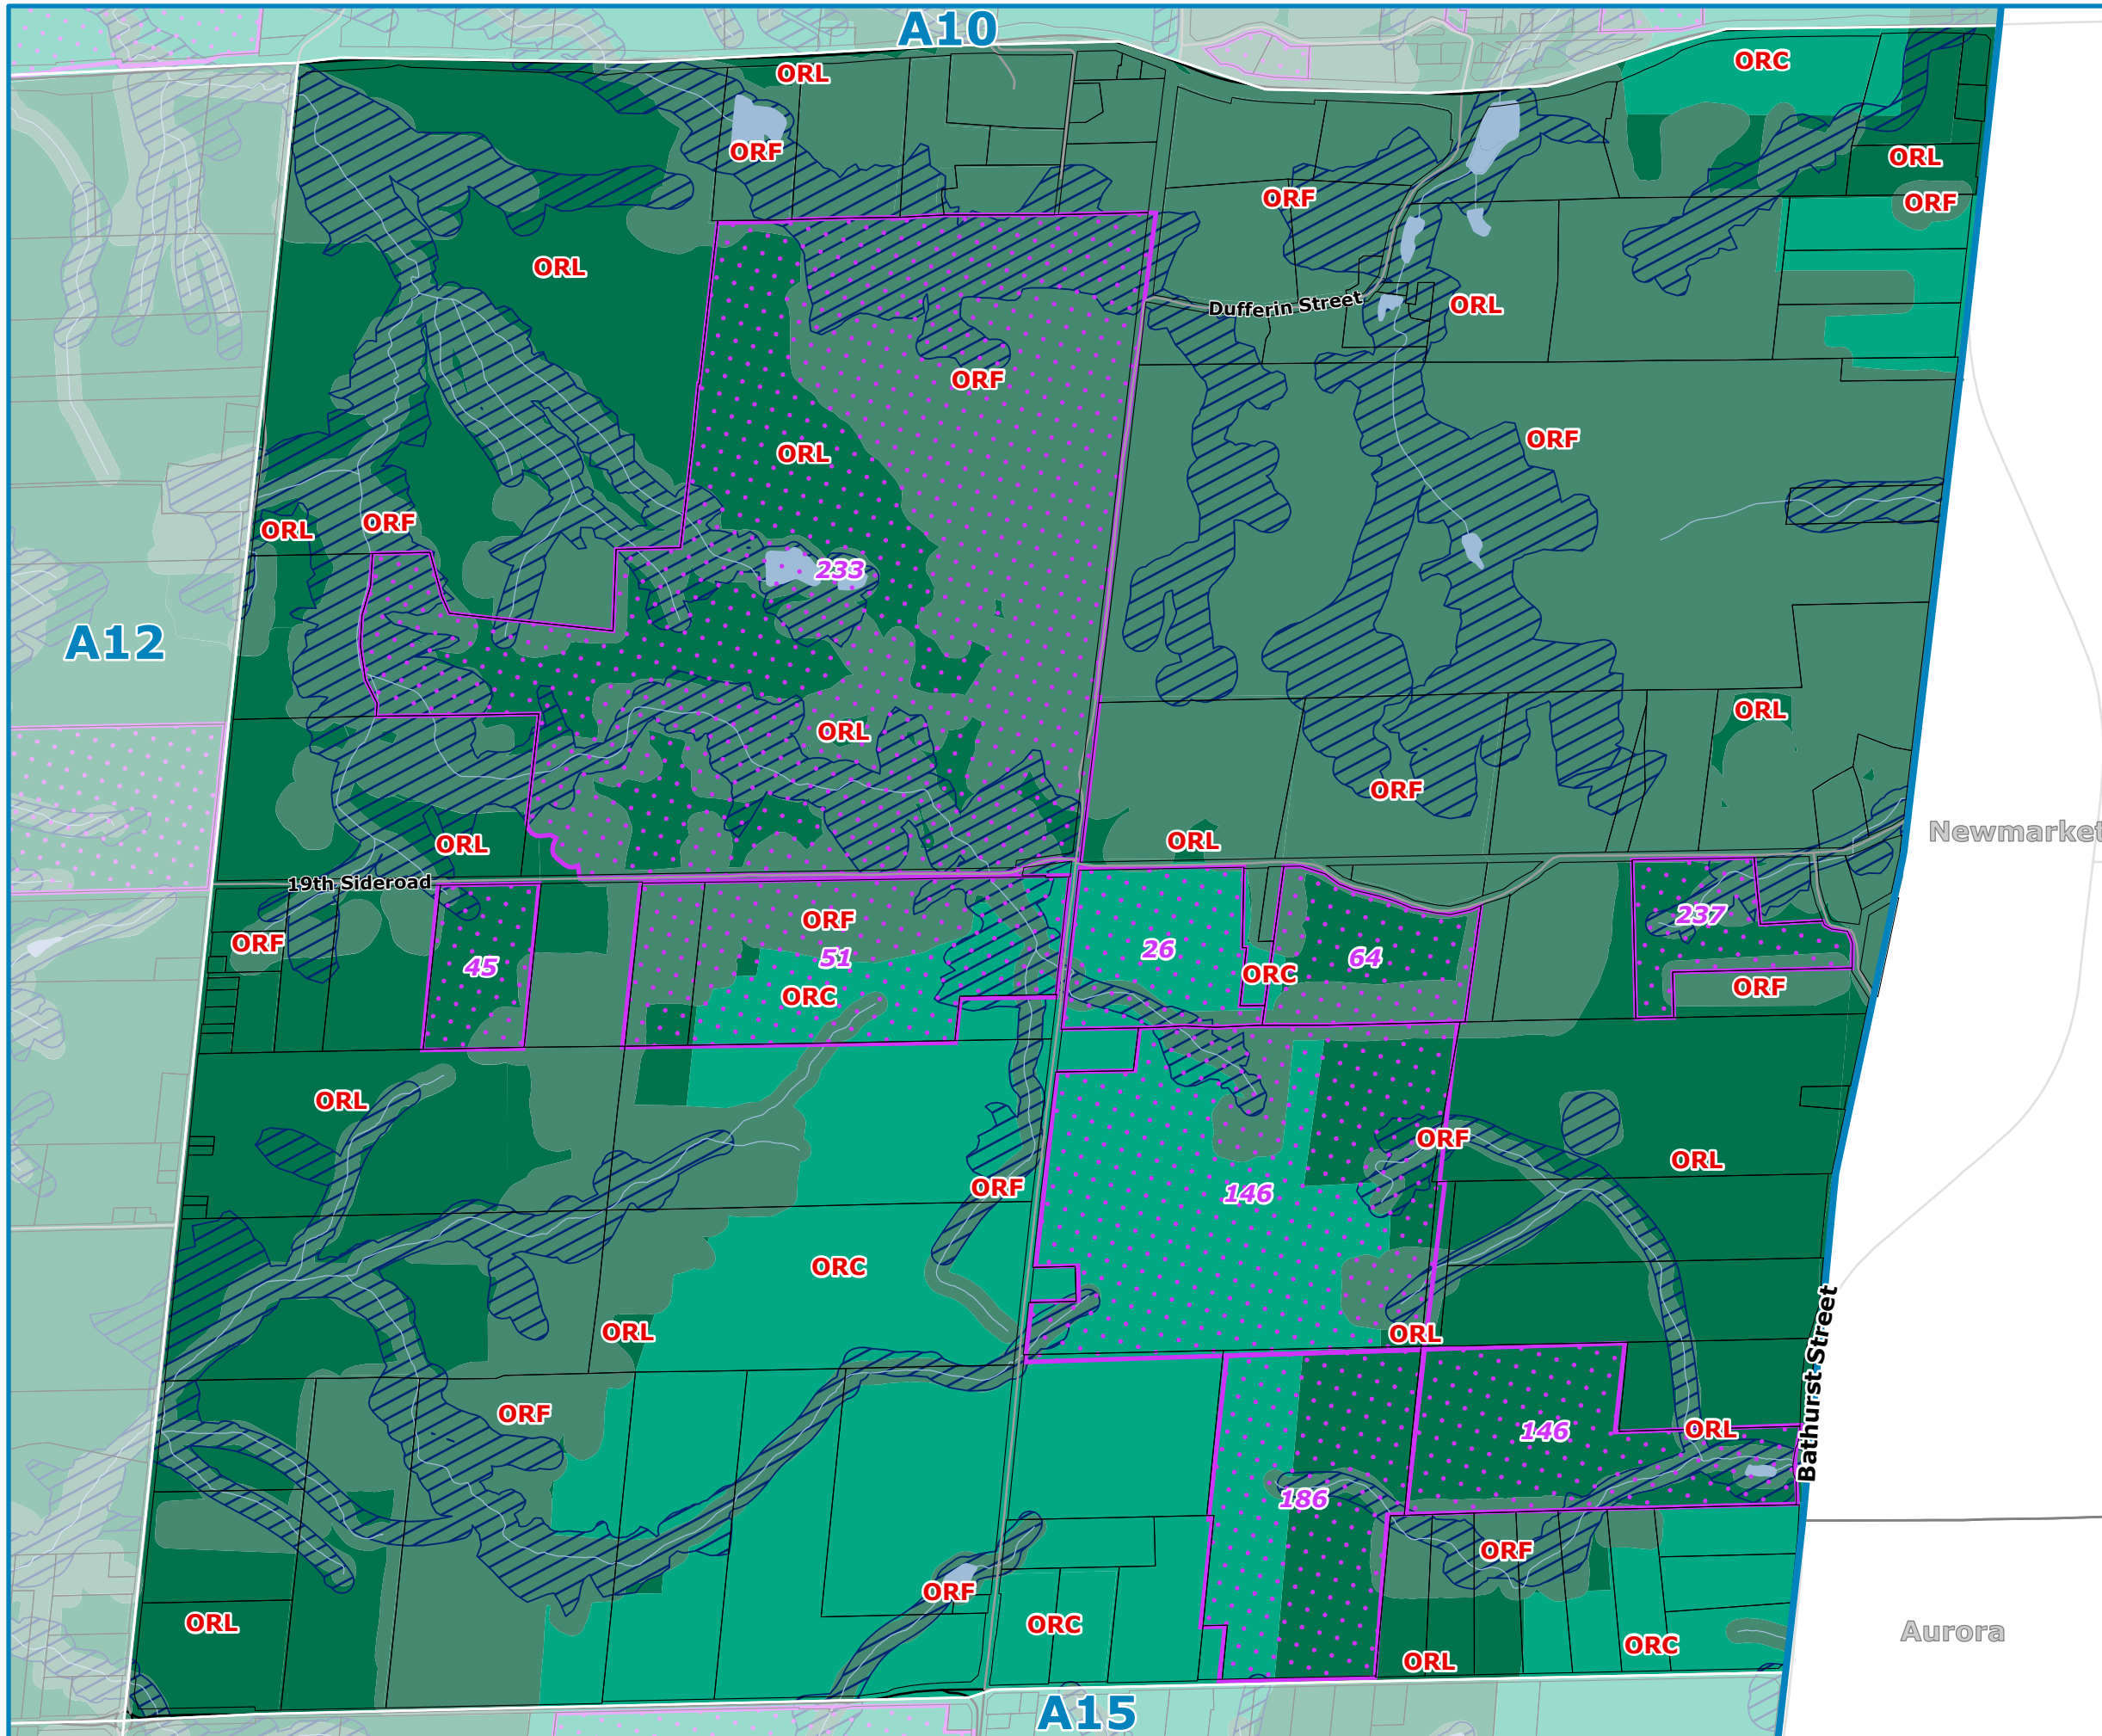 A10
ORL
ORC
ORF
ORL
ORF
ORF
ORL
Dufferin Street
ORL
ORF
ORF
ORL
ORL
ORF
233
A12
ORL
ORL
ORF
Newmarket
ORL
ORL
19th Sideroad
ORF
237
ORF
26
64
51
45
ORC
ORF
ORC
ORL
ORF
ORL
ORF
146
ORC
ORL
ORL
Bathurst Street
ORF
ORL
146
186
ORF
ORF
ORL
ORC
Aurora
ORC
ORL
A15